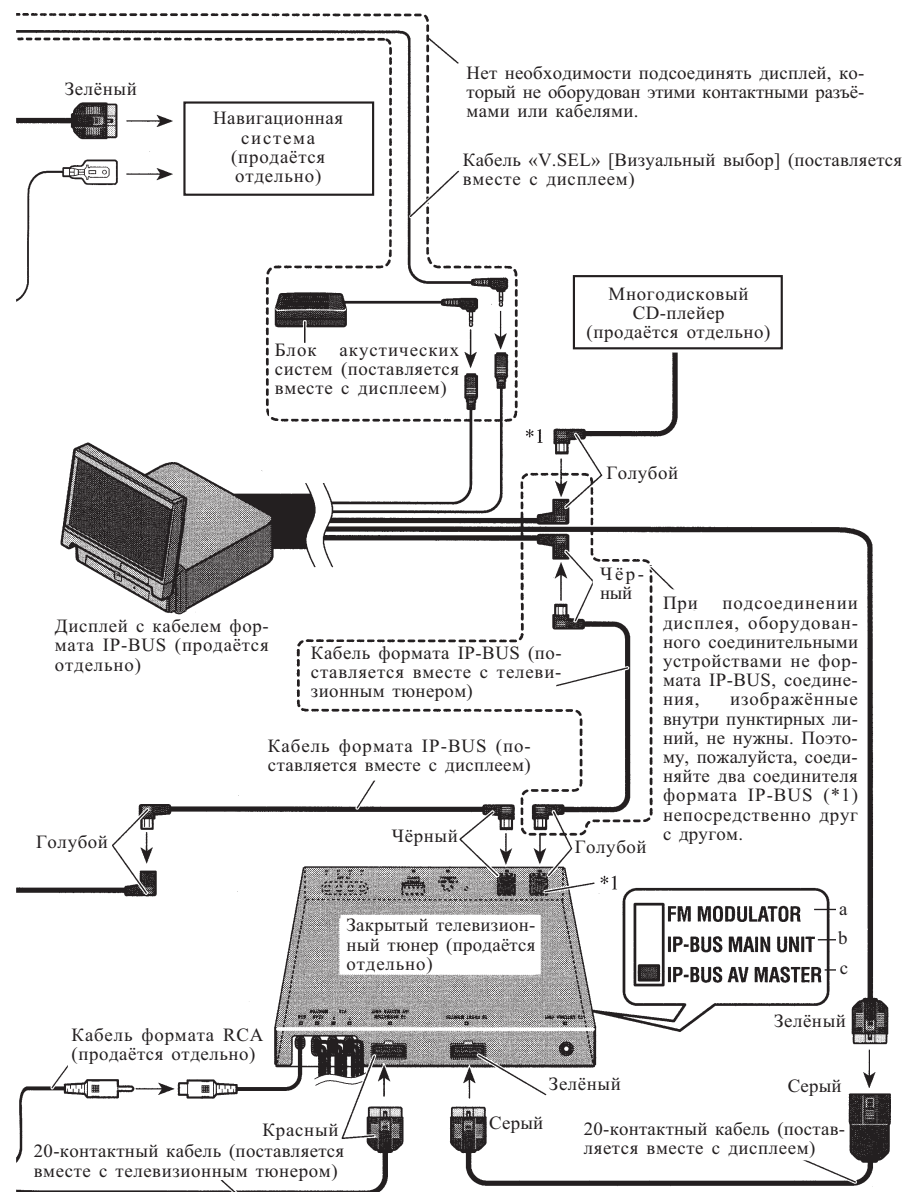 Нет необходимости подсоединять дисплей, ко-
торый не оборудован этими контактными разъё-
мами или кабелями.
Зелёный
Навигационная
система
(продаётся
отдельно)
Кабель «V.SEL» [Визуальный выбор] (поставляется
вместе с дисплеем)
Многодисковый
CD-плейер
(продаётся отдельно)
Блок акустических
систем (поставляется
вместе с дисплеем)
*1
Голубой
Чёр-
ный
Дисплей с кабелем фор-
мата IP-BUS (продаётся
отдельно)
Кабель формата IP-BUS (по-
ставляется вместе с телеви-
зионным тюнером)
При подсоединении
дисплея, оборудован-
ного соединительными
устройствами не фор-
мата IP-BUS, соедине-
ния, изображённые
внутри пунктирных ли-
ний, не нужны. Поэто-
му, пожалуйста, соеди-
няйте два соединителя
формата IP-BUS (*1)
непосредственно друг
с другом.
Кабель формата IP-BUS (по-
ставляется вместе с дисплеем)
Голубой
Чёрный
Голубой
*1
Закрытый телевизион-
ный тюнер (продаётся
отдельно)
FM MODULATOR a
IP-BUS MAIN UNIT b
IP-BUS AV MASTER c
Зелёный
Кабель формата RCA
(продаётся отдельно)
Зелёный
Серый
Красный
Серый
20-контактный кабель (поставляется
вместе с телевизионным тюнером)
20-контактный кабель (постав-
ляется вместе с дисплеем)